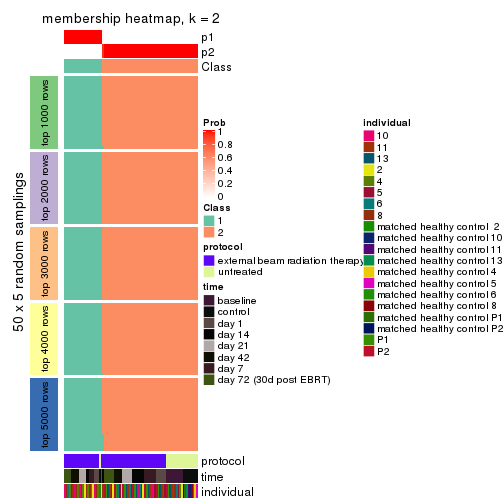 membership heatmap, k = 2
p1
p2
Class
50 x 5 random samplings
top 1000 rows
top 2000 rows
top 3000 rows
top 4000 rows
top 5000 rows
protocol
time
individual
Prob
1
0.8
0.6
0.4
0.2
0
Class
1
2
protocol
external beam radiation therapy
untreated
time
baseline
control
day 1
day 14
day 21
day 42
day 7
day 72 (30d post EBRT)
individual
10
11
13
2
4
5
6
8
matched healthy control  2
matched healthy control 10
matched healthy control 11
matched healthy control 13
matched healthy control 4
matched healthy control 5
matched healthy control 6
matched healthy control 8
matched healthy control P1
matched healthy control P2
P1
P2